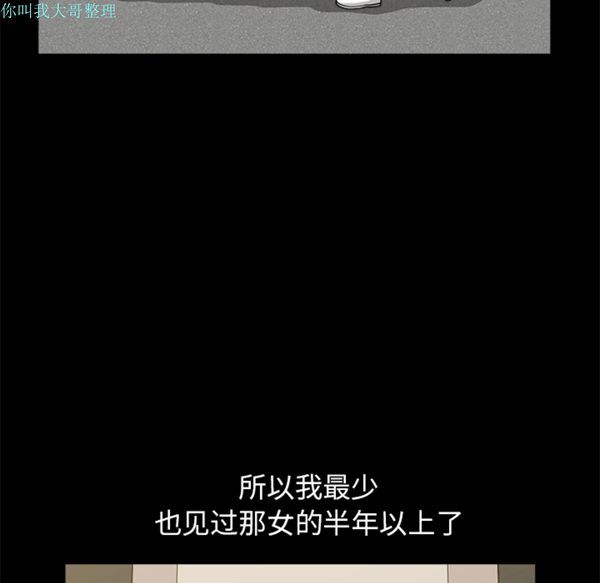 你叫我大哥整理
所以我最少
也见过那女的半年以上了